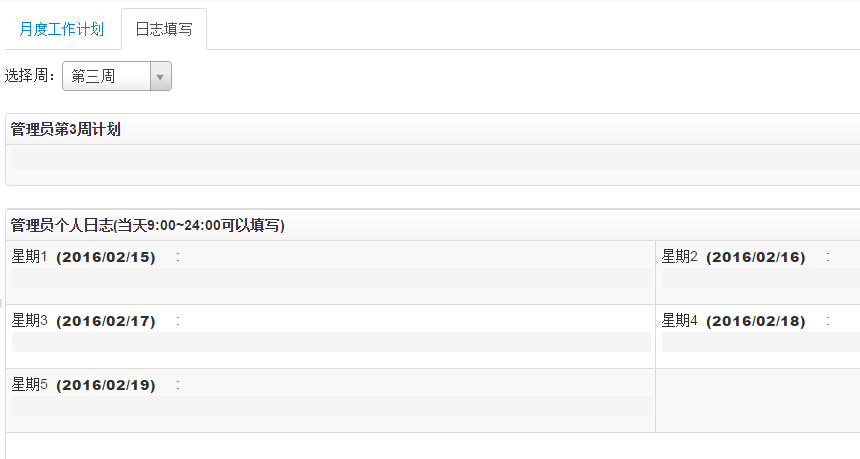 月度工作计划 日志填写
选择周： 第三周
管理员第3周计划
管理员个人日志(当天9:00~24:00可以填写)
星期1 (2016/02/15) : 星期2 (2016/02/16) :
星期3 (2016/02/17) : 星期4 (2016/02/18) :
星期5 (2016/02/19) :